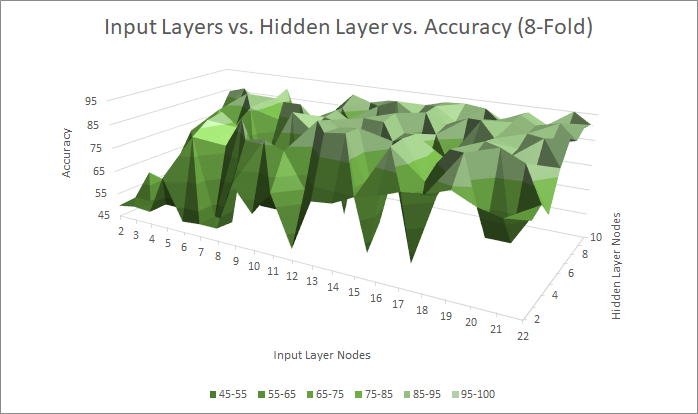 Input Layers vs. Hidden Layer vs. Accuracy (8-Fold)
95
85
75
65
55
45
Accuracy
2 3 4 5 6 7 8 9 10 11 12 13 14 15 16 17 18 19 20 21 22
Input Layer Nodes
2
4
6
8
10
Hidden Layer Nodes
45-55 55-65 65-75 75-85 85-95 95-100